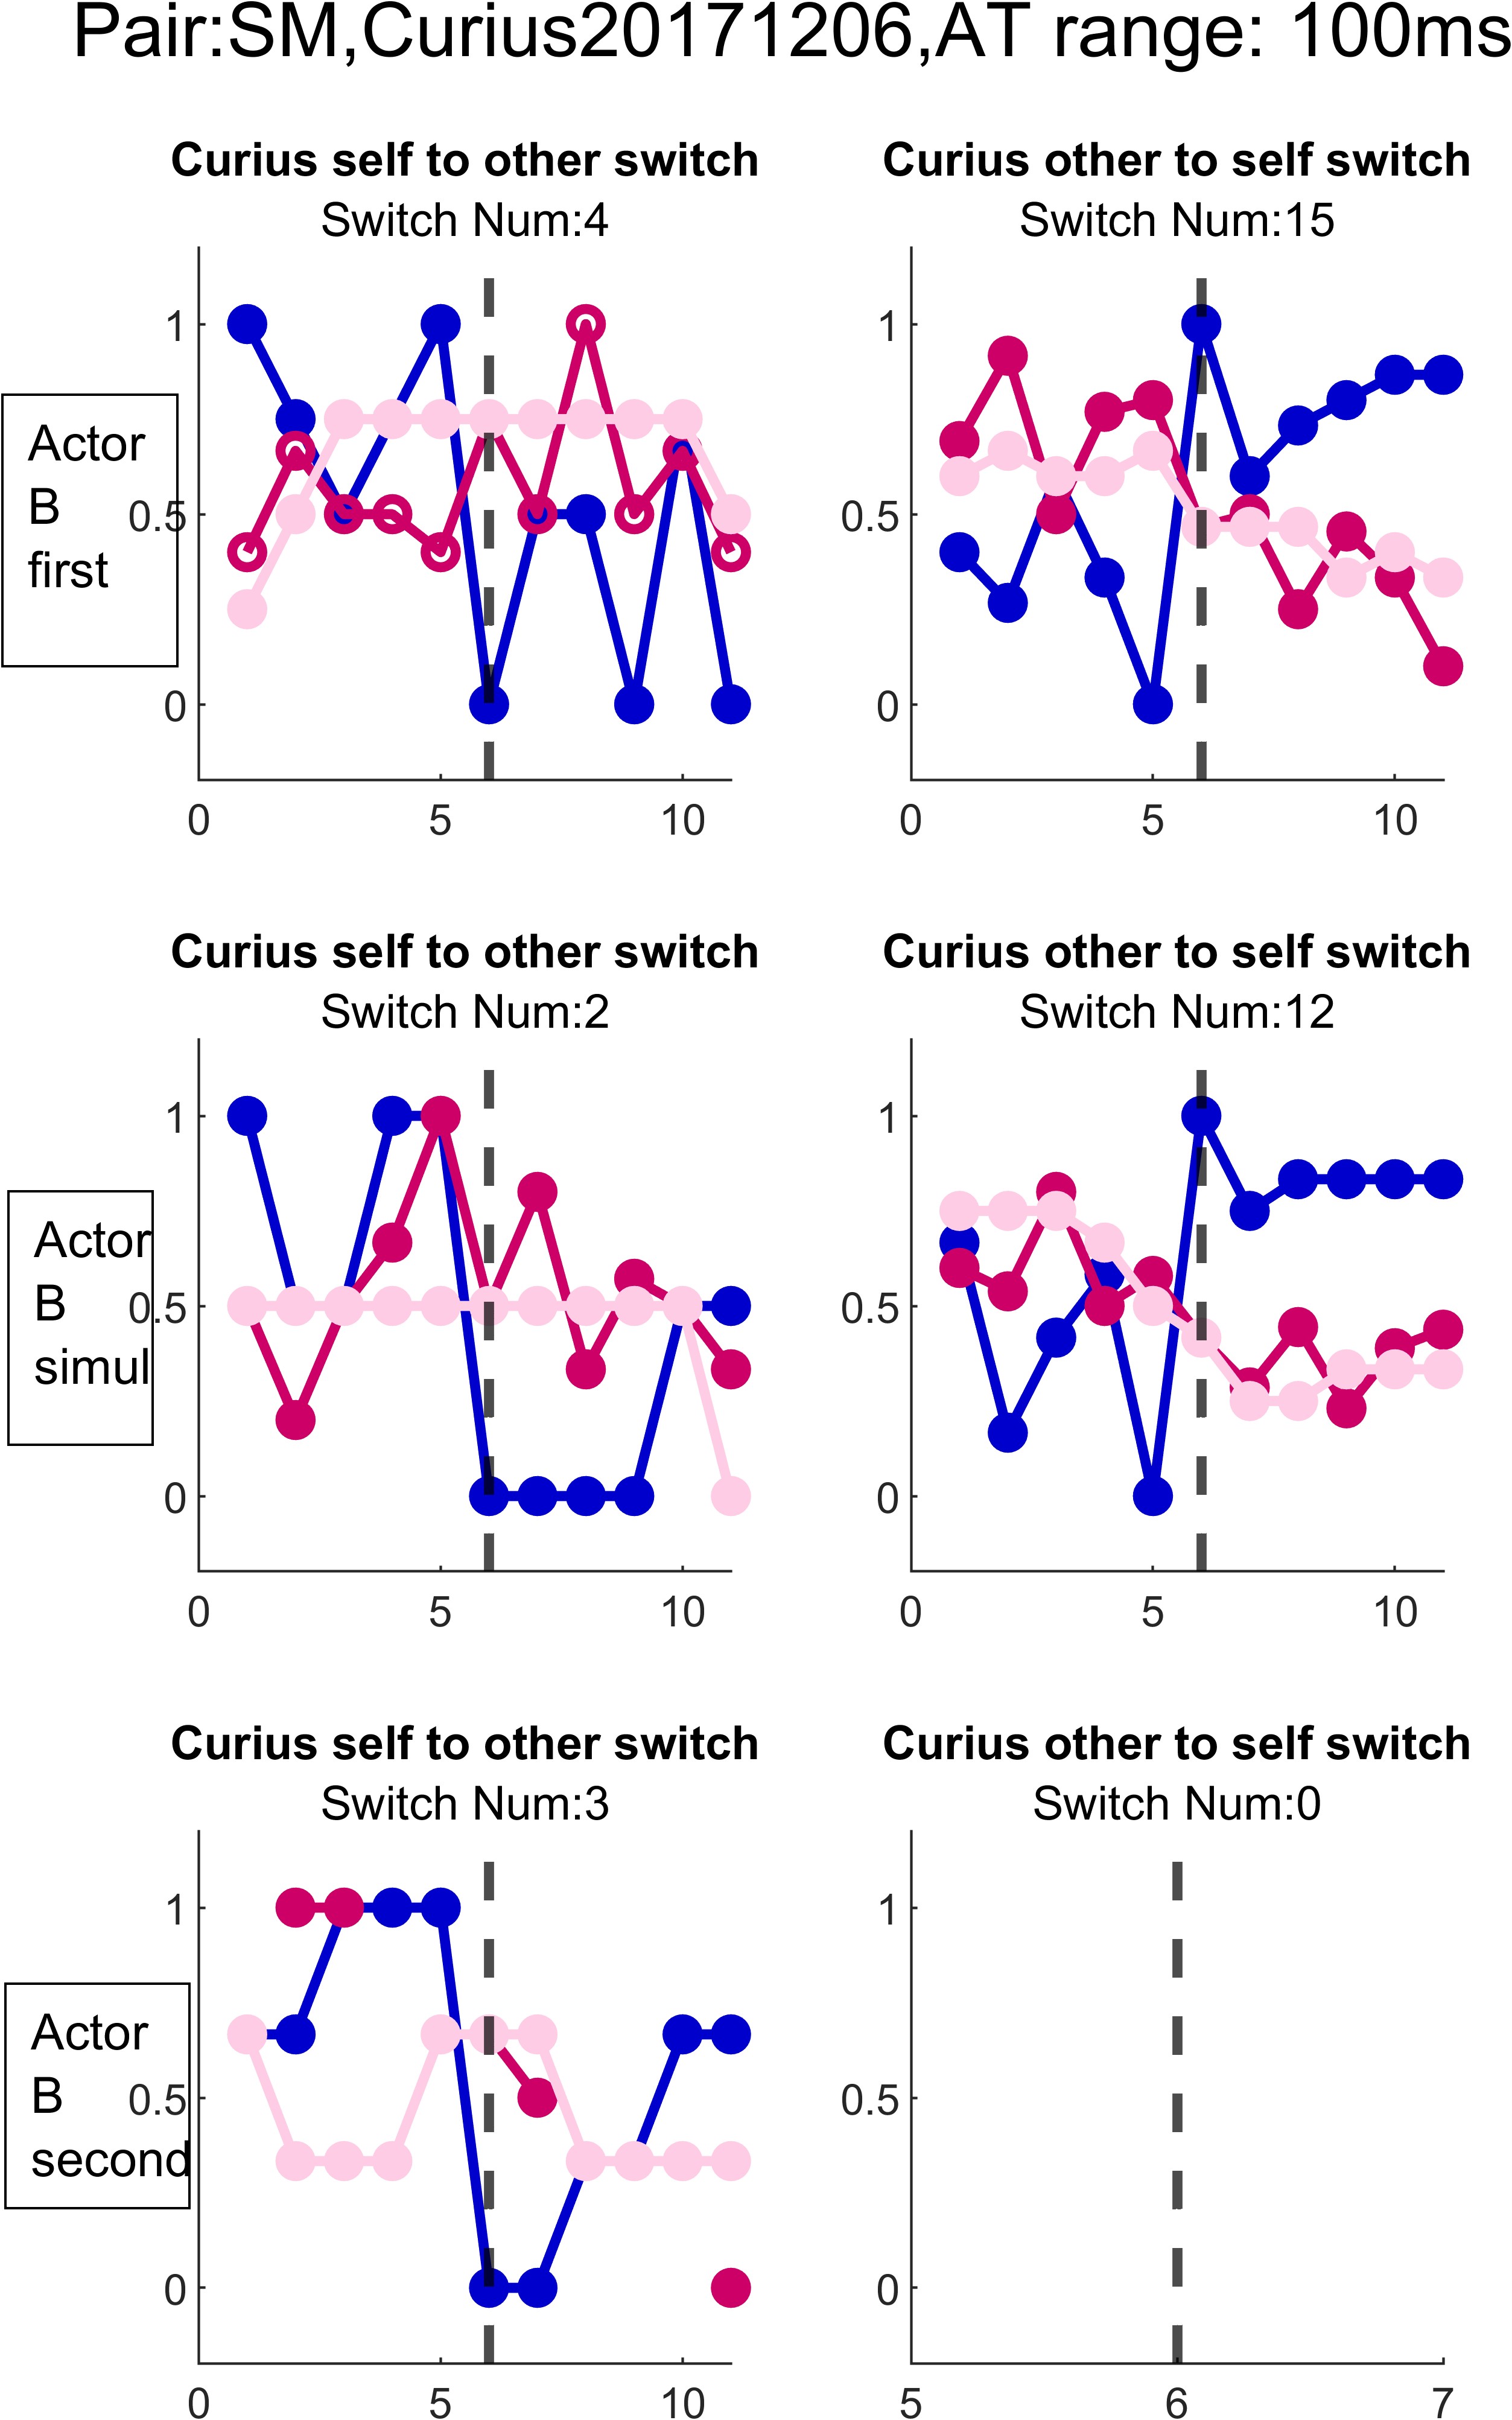 Pair:SM,Curius20171206,AT range: 100ms
Curius self to other switch
Switch Num:4
Curius other to self switch
Switch Num:15
Actor
B
first
1
0.5
0
0 5 10
1
0.5
0
0 5 10
Curius self to other switch
Switch Num:2
Curius other to self switch
Switch Num:12
Actor
B
simul
1
0.5
0
0 5 10
1
0.5
0
0 5 10
Curius self to other switch
Switch Num:3
Curius other to self switch
Switch Num:0
Actor
B
second
1
0.5
0
0 5 10
1
0.5
0
5 6 7